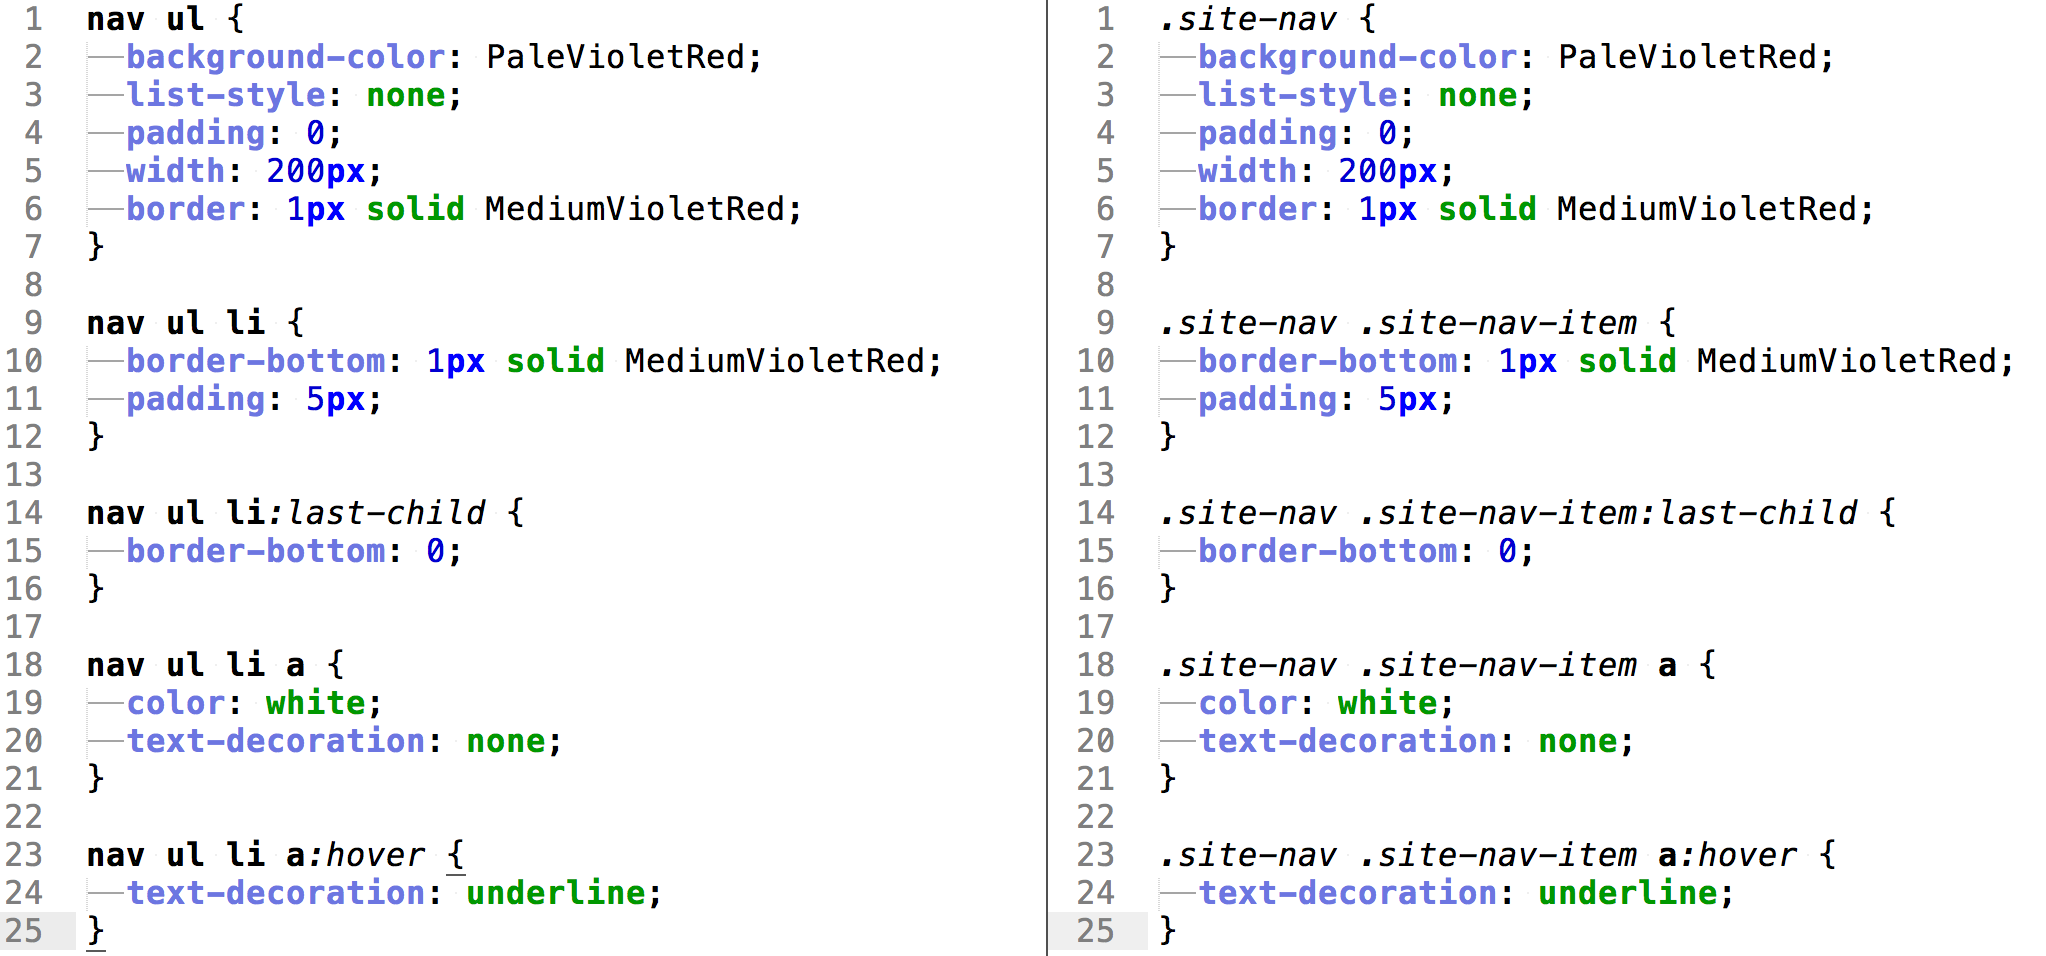 1 nav ul {
2 background-color: PaleVioletRed;
3 list-style: none;
4 padding: 0;
5 width: 200px;
6 border: 1px solid MediumVioletRed;
7 }
8
9 nav ul li {
10 border-bottom: 1px solid MediumVioletRed;
11 padding: 5px;
12 }
13
14 nav ul li:last-child {
15 border-bottom: 0;
16 }
17
18 nav ul li a {
19 color: white;
20 text-decoration: none;
21 }
22
23 nav ul li a:hover {
24 text-decoration: underline;
25 }
1 .site-nav {
2 background-color: PaleVioletRed;
3 list-style: none;
4 padding: 0;
5 width: 200px;
6 border: 1px solid MediumVioletRed;
7 }
8
9 .site-nav .site-nav-item {
10 border-bottom: 1px solid MediumVioletRed;
11 padding: 5px;
12 }
13
14 .site-nav .site-nav-item:last-child {
15 border-bottom: 0;
16 }
17
18 .site-nav .site-nav-item a {
19 color: white;
20 text-decoration: none;
21 }
22
23 .site-nav .site-nav-item a:hover {
24 text-decoration: underline;
25 }